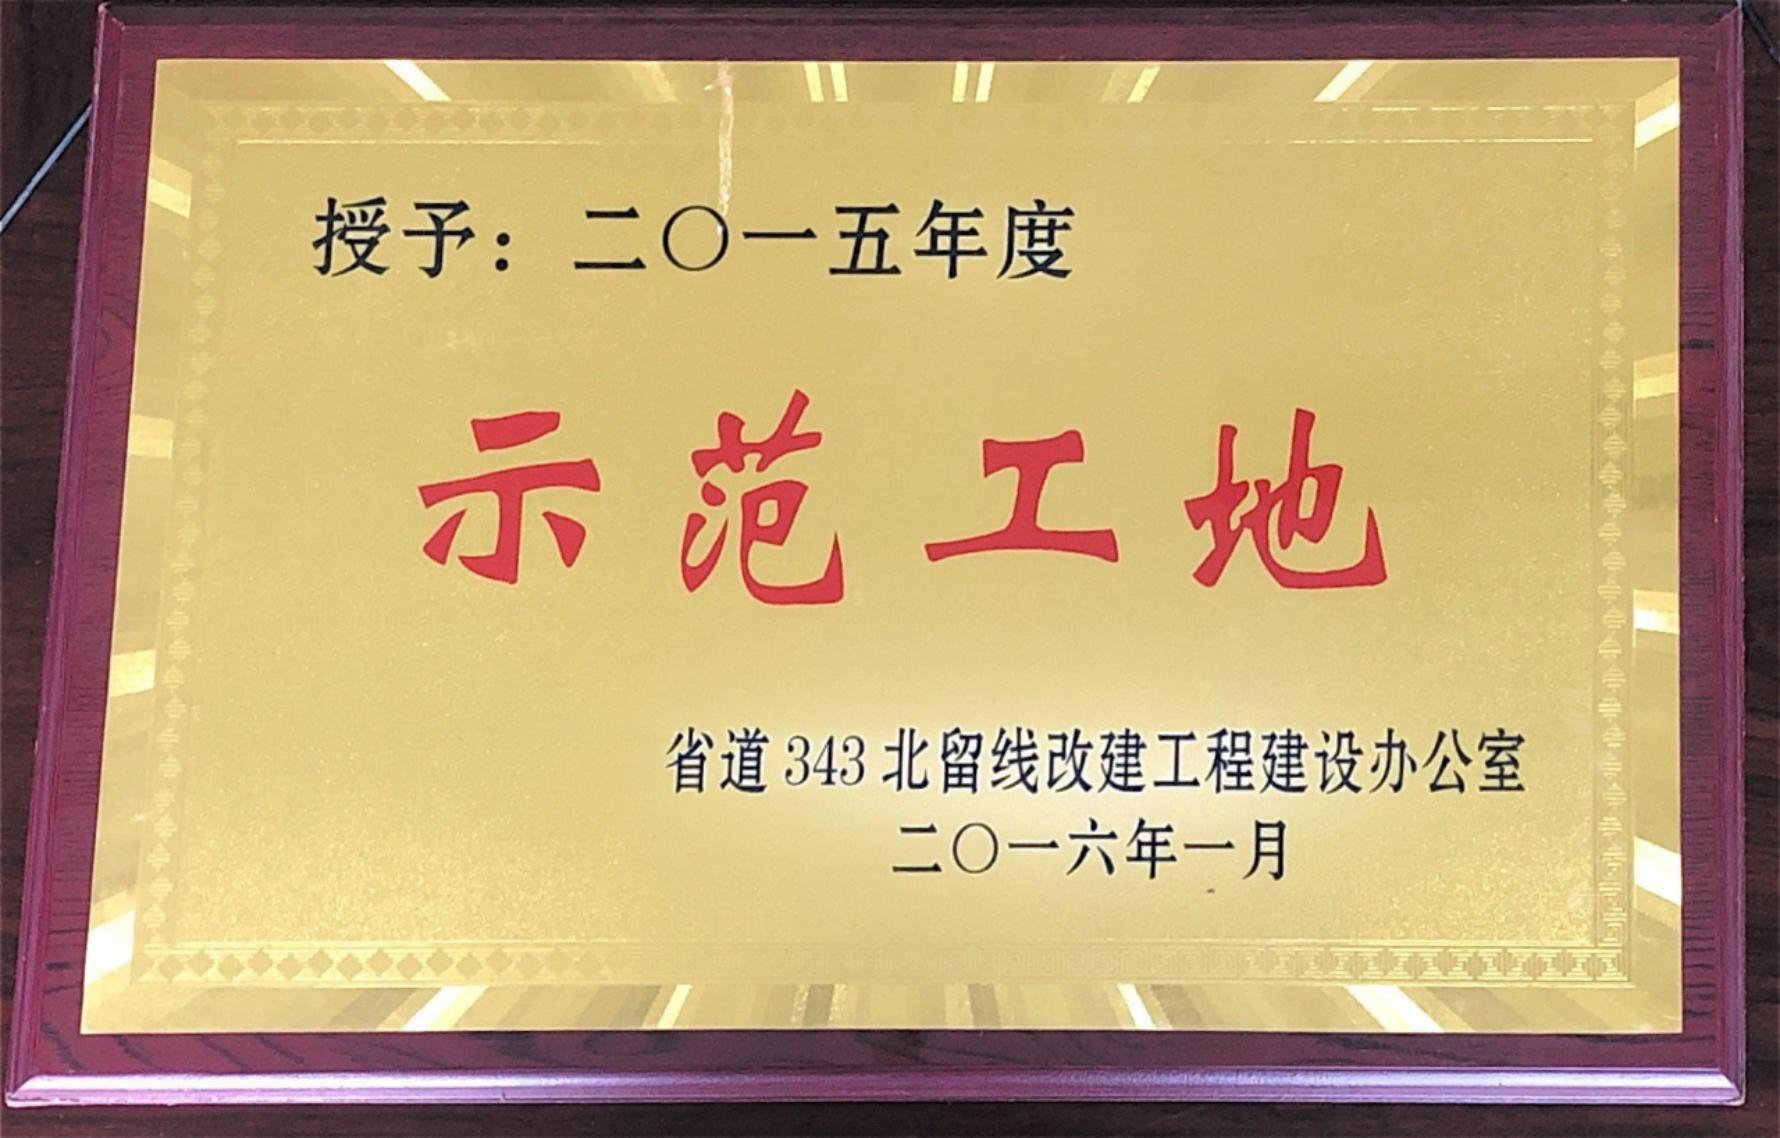 授予：二〇一五年度
示范工地
省道343北留线改建工程建设办公室
二〇一六年一月